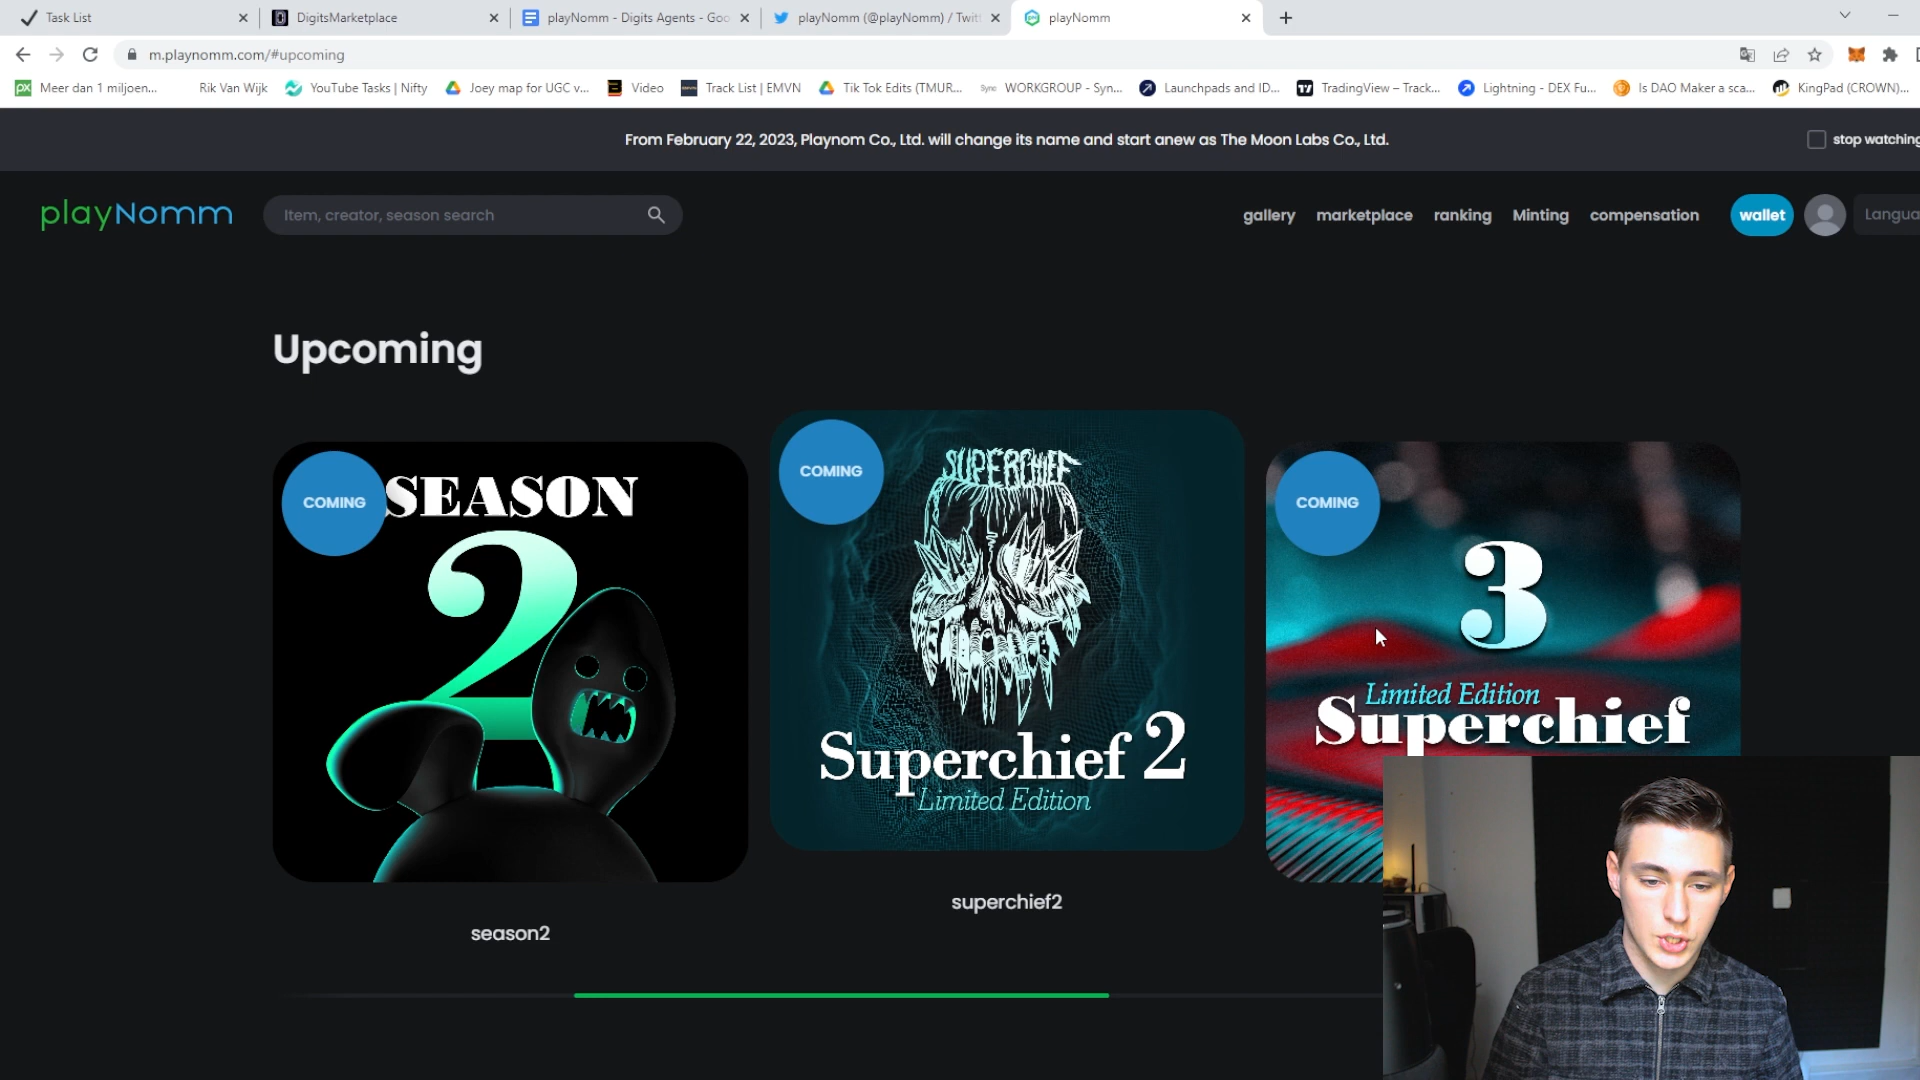 Task List
DigitsMarketplace
playNomm - Digits Agents - Goo
playNomm (@playNomm) / Twitt
playNomm
m.playnomm.com/#upcoming
Meer dan 1 miljoen...
Rik Van Wijk
YouTube Tasks | Nifty
Joey map for UGC v...
Video
Track List | EMVN
Tik Tok Edits (TMUR...
Sync
WORKGROUP - Syn...
Launchpads and ID...
TradingView – Track...
Lightning - DEX Fu...
Is DAO Maker a sca...
KingPad (CROWN)...
From February 22, 2023, Playnom Co., Ltd. will change its name and start anew as The Moon Labs Co., Ltd.
stop watching
playNomm
Item, creator, season search
gallery
marketplace
ranking
Minting
compensation
wallet
Langua
Upcoming
COMING
SEASON
2
season2
COMING
SUPERCHIEF
Superchief 2
Limited Edition
superchief2
COMING
3
Limited Edition
Superchief